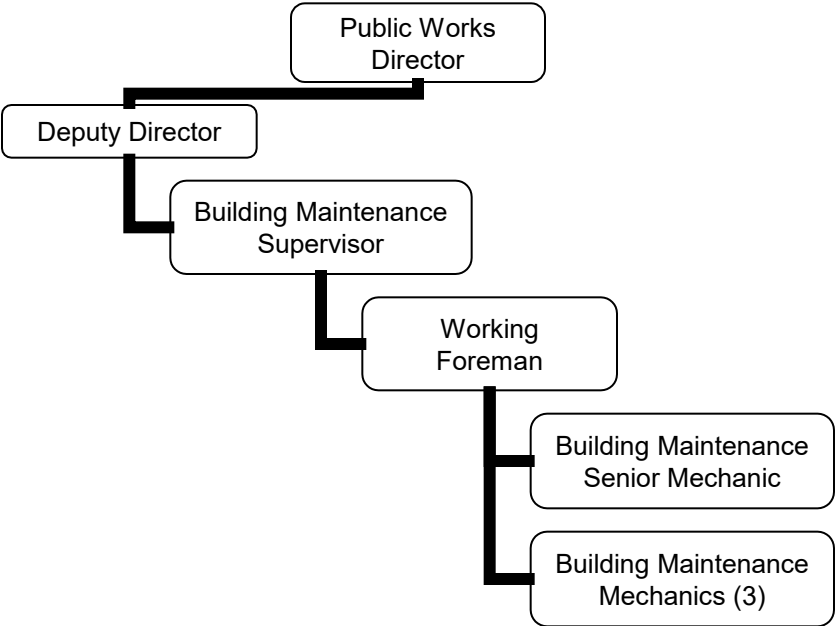 Public Works
Director
Deputy Director
Building Maintenance
Supervisor
Working
Foreman
Building Maintenance
Senior Mechanic
Building Maintenance
Mechanics (3)